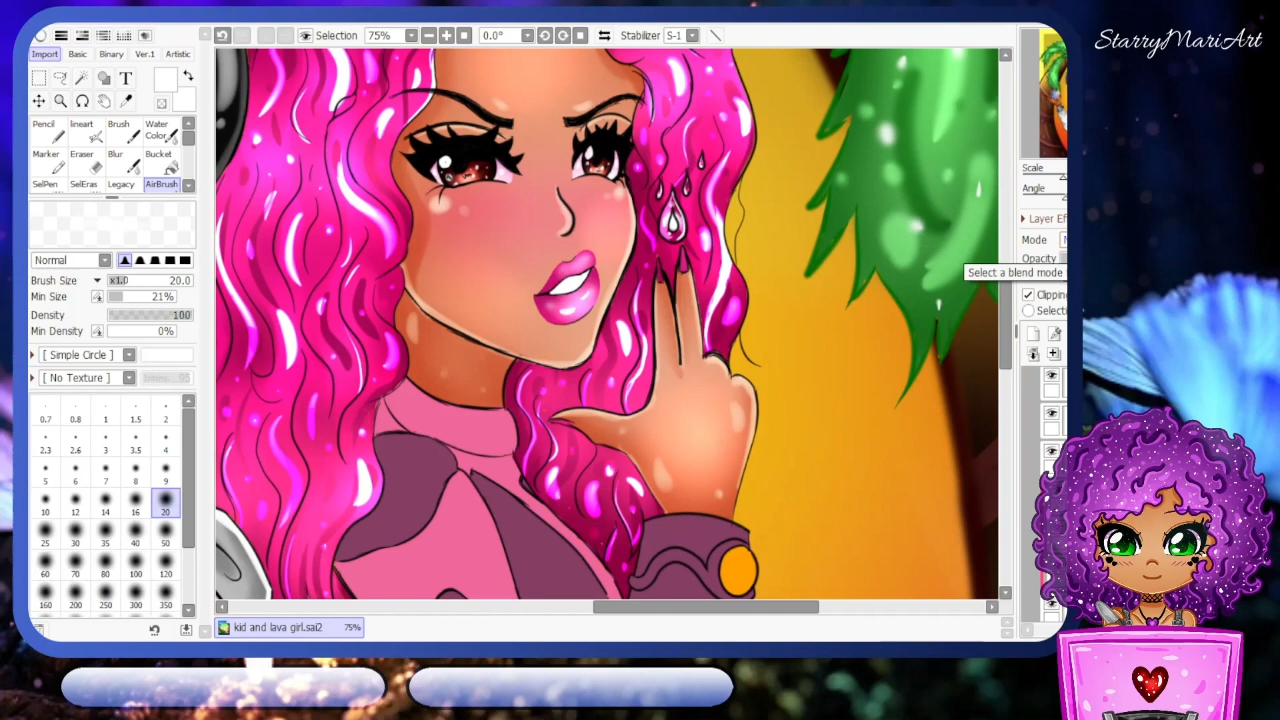 StarryMariArt
Selection
75%
0.0°
Stabilizer
S-1
Import
Basic
Binary
Ver.1
Artistic
T
Pencil
lineart
Brush
Water
Color
Marker
Eraser
Blur
Bucket
SelPen
SelEras
Legacy
AirBrush
Normal
Brush Size
x1.0
20.0
Min Size
21%
Density
100
Min Density
0%
[ Simple Circle ]
[ No Texture ]
95
0.7 0.8 1 1.5 2
2.3 2.6 3 3.5 4
5 6 7 8 9
10 12 14 16 20
25 30 35 40 50
60 70 80 100 120
160 200 250 300 350
kid and lava girl.sai2
75%
Scale
Angle
Layer Ef
Mode
Opacity
Select a blend mode
Clippin
Selecti